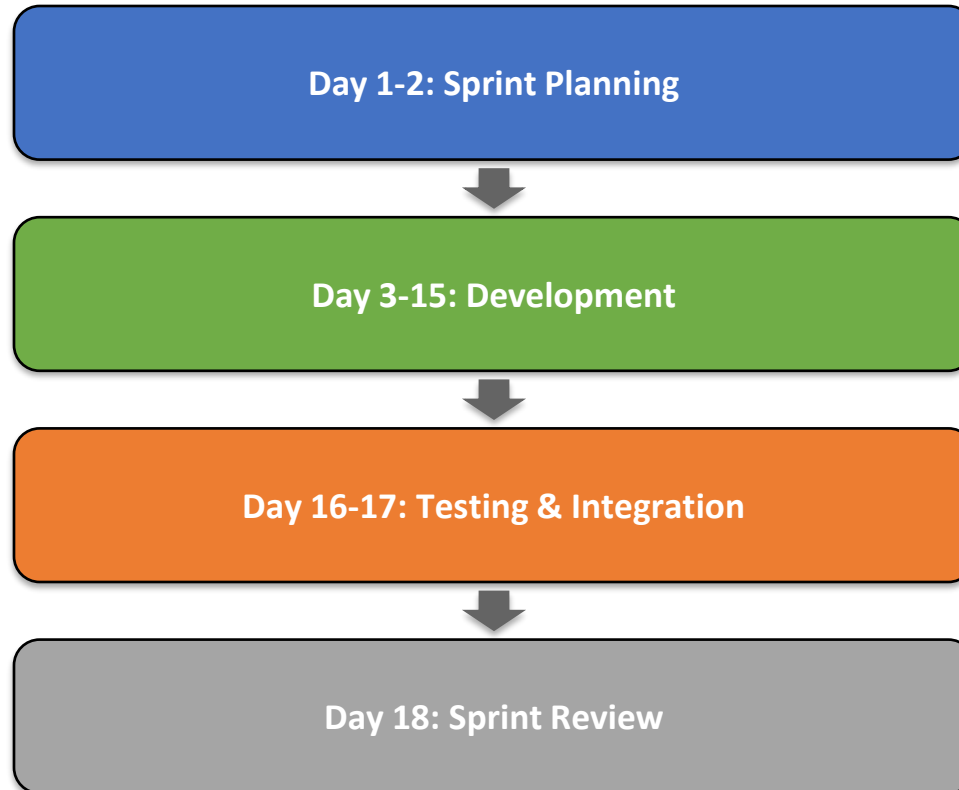 Day 1-2: Sprint Planning
Day 3-15: Development
Day 16-17: Testing & Integration
Day 18: Sprint Review